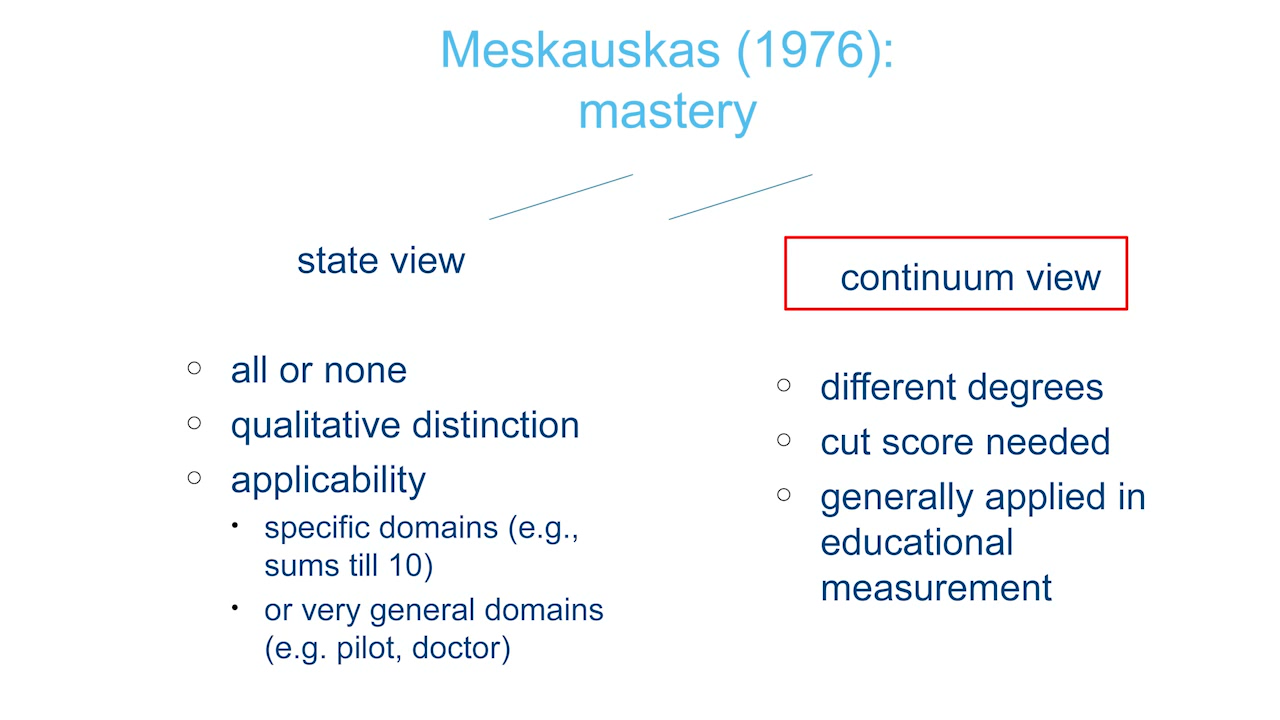 Meskauskas (1976):
mastery
state view
all or none
qualitative distinction
applicability
specific domains (e.g.,
sums till 10)
or very general domains
(e.g. pilot, doctor)
continuum view
different degrees
cut score needed
generally applied in
educational
measurement